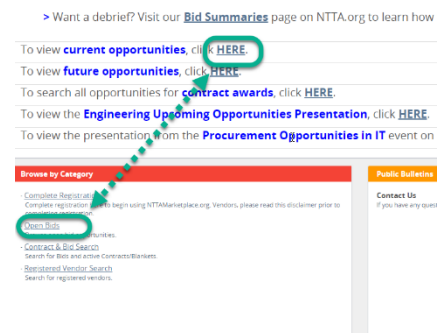 > Want a debrief? Visit our Bid Summaries page on NTTA.org to learn how
To view current opportunities, click HERE.
To view future opportunities, click HERE.
To search all opportunities for contract awards, click HERE.
To view the Engineering Upcoming Opportunities Presentation, click HERE.
To view the presentation from the Procurement Opportunities in IT event on
Browse by Category
- Complete Registration
Complete registration to begin using NTTAMarketplace.org. Vendors, please read this disclaimer prior to
completing registration.
- Open Bids
opportunities.
- Contract & Bid Search
Search for Bids and active Contracts/Blankets.
- Registered Vendor Search
Search for registered vendors.
Public Bulletins
Contact Us
If you have any quest